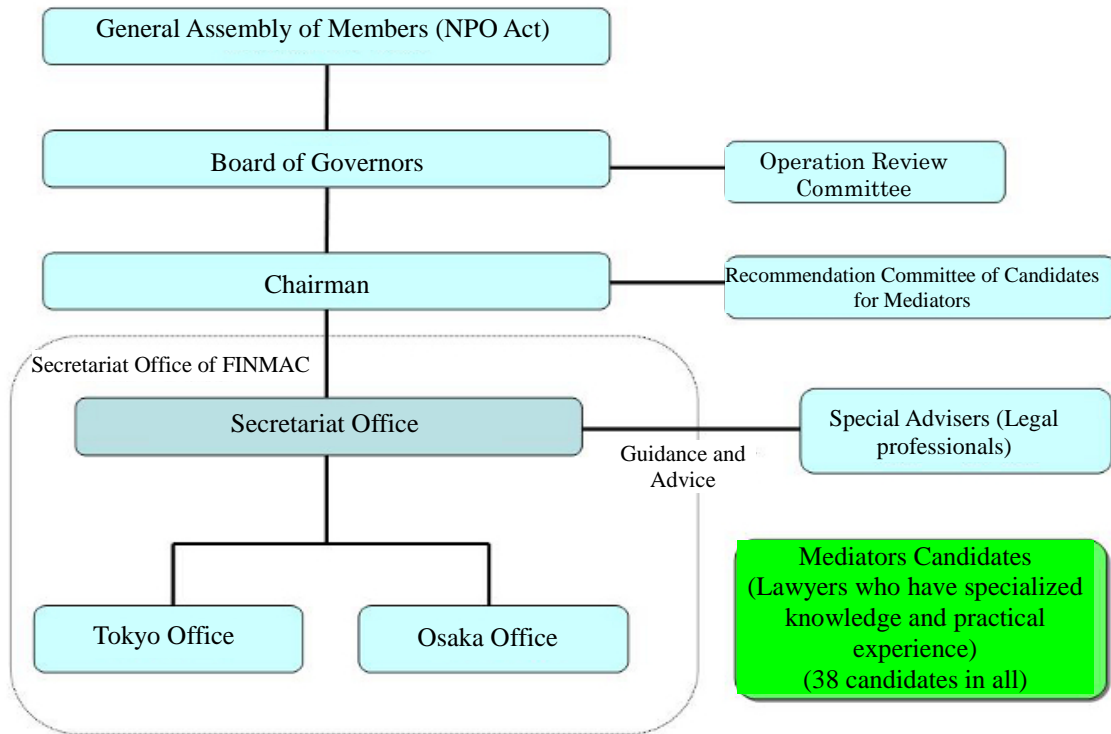 General Assembly of Members (NPO Act)
Board of Governors
Operation Review
Committee
Chairman
Recommendation Committee of Candidates
for Mediators
Secretariat Office of FINMAC
Secretariat Office
Special Advisers (Legal
professionals)
Guidance and
Advice
Mediators Candidates
(Lawyers who have specialized
knowledge and practical
experience)
(38 candidates in all)
Tokyo Office
Osaka Office